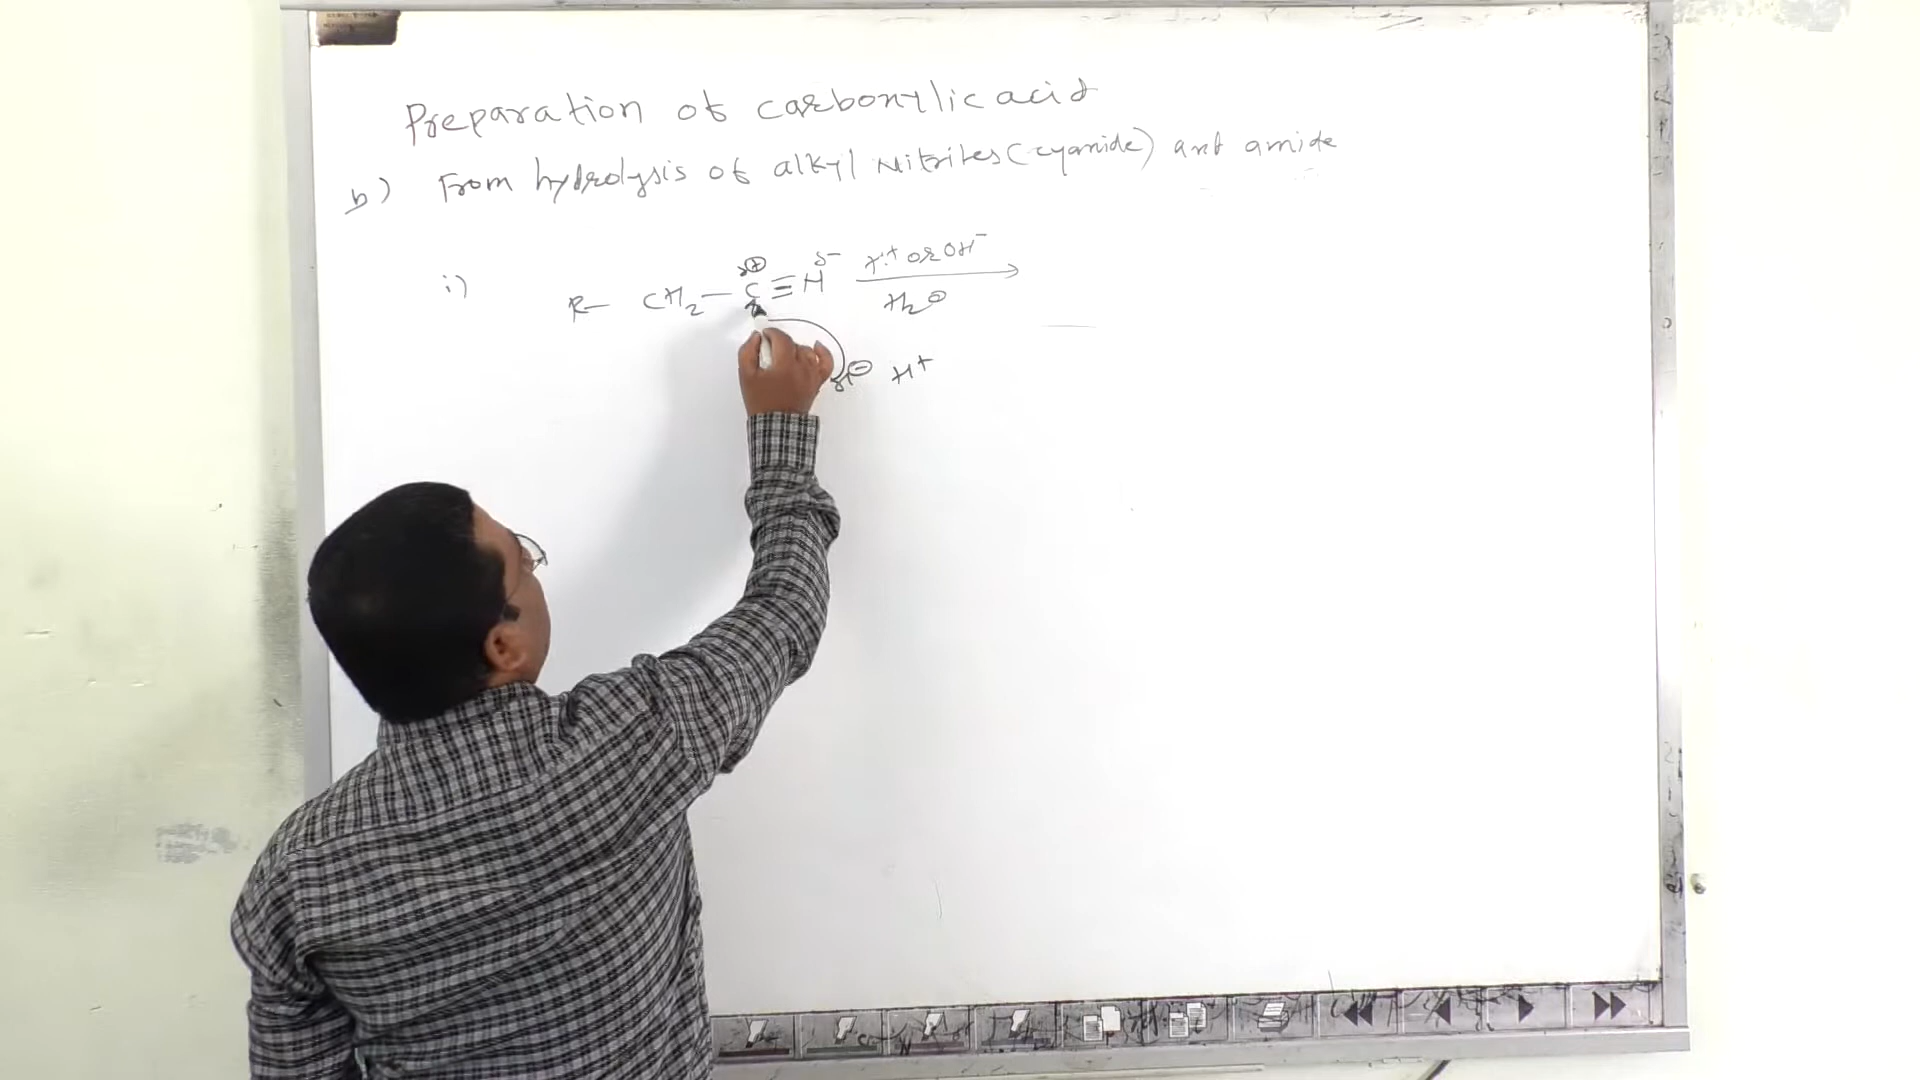 Preparation of carboxylic acid
b) From hydrolysis of alkyl Nitriles (cyanide) and amide
i) R— CH2— C≡N H+ or OH- H2O
δ+ δ-
⊖ H+